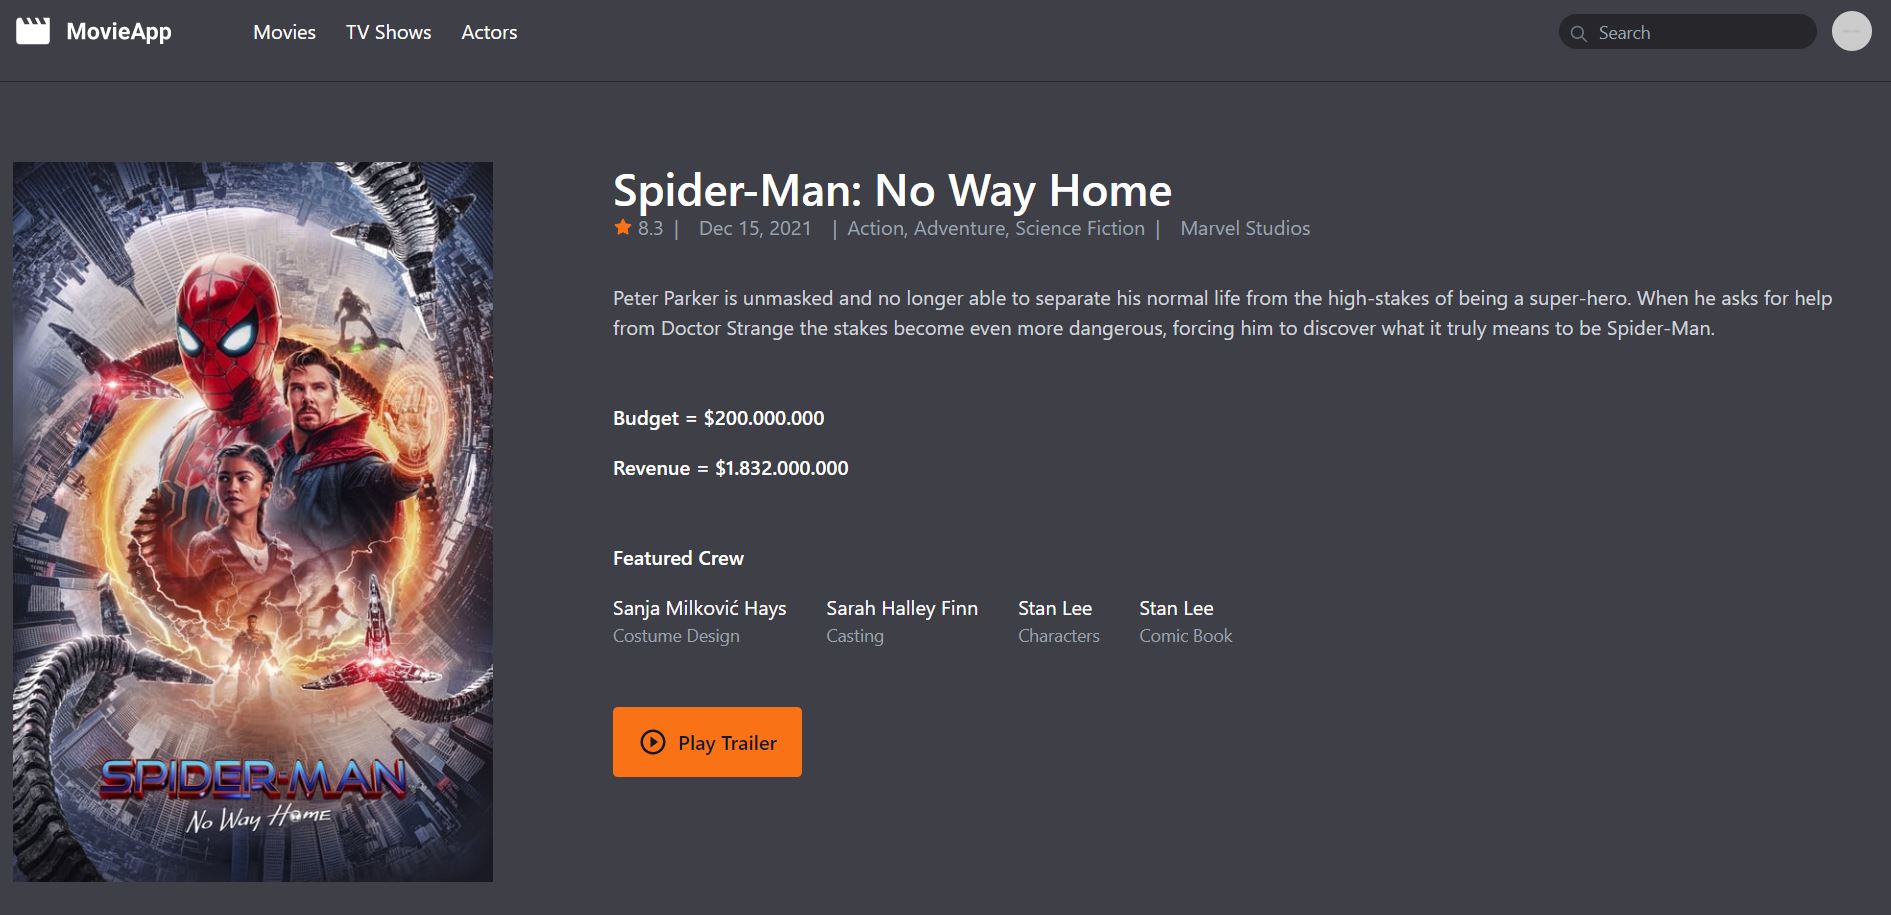 MovieApp
Movies TV Shows Actors
Search
Spider-Man: No Way Home
8.3 | Dec 15, 2021 | Action, Adventure, Science Fiction | Marvel Studios
Peter Parker is unmasked and no longer able to separate his normal life from the high-stakes of being a super-hero. When he asks for help
from Doctor Strange the stakes become even more dangerous, forcing him to discover what it truly means to be Spider-Man.
Budget = $200.000.000
Revenue = $1.832.000.000
Featured Crew
Sanja Milković Hays Sarah Halley Finn Stan Lee Stan Lee
Costume Design Casting Characters Comic Book
Play Trailer
SPIDER-MAN
No Way Home